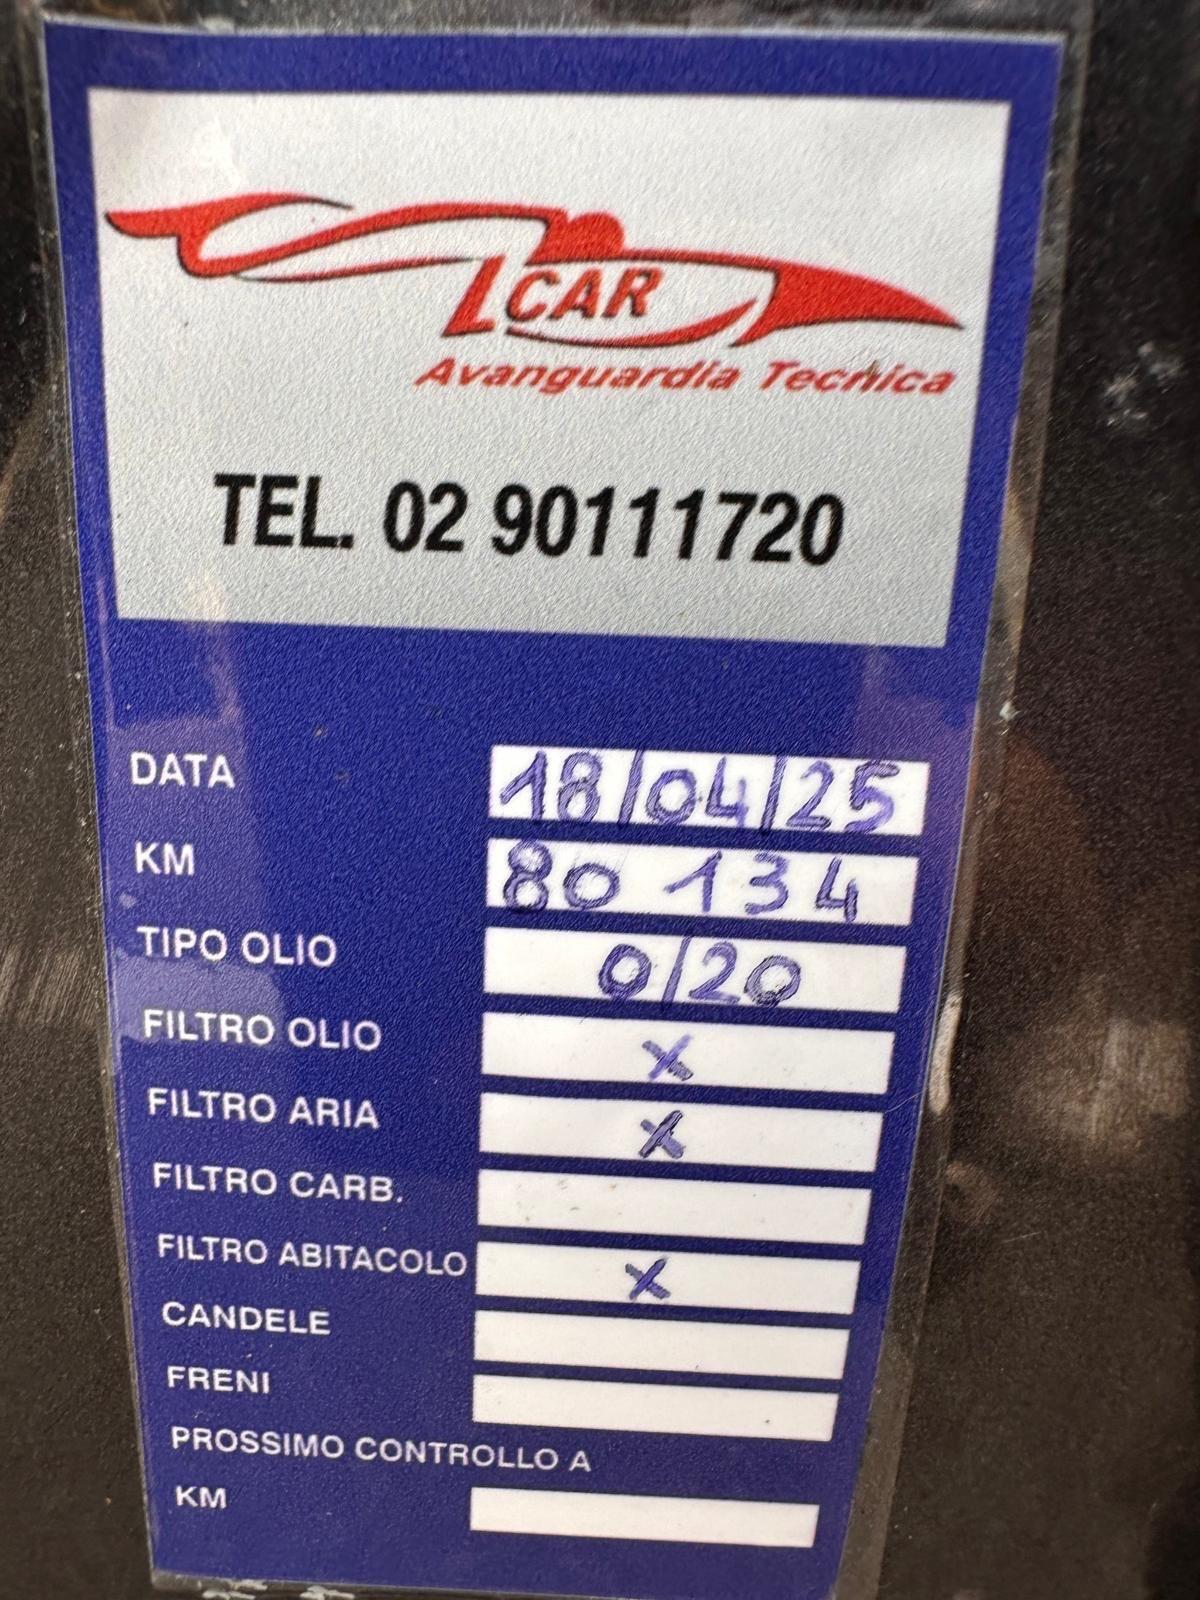 LCAR
Avanguardia Tecnica
TEL. 02 90111720
DATA 18/04/25
KM 80 134
TIPO OLIO 0/20
FILTRO OLIO X
FILTRO ARIA X
FILTRO CARB.
FILTRO ABITACOLO X
CANDELE
FRENI
PROSSIMO CONTROLLO A
KM